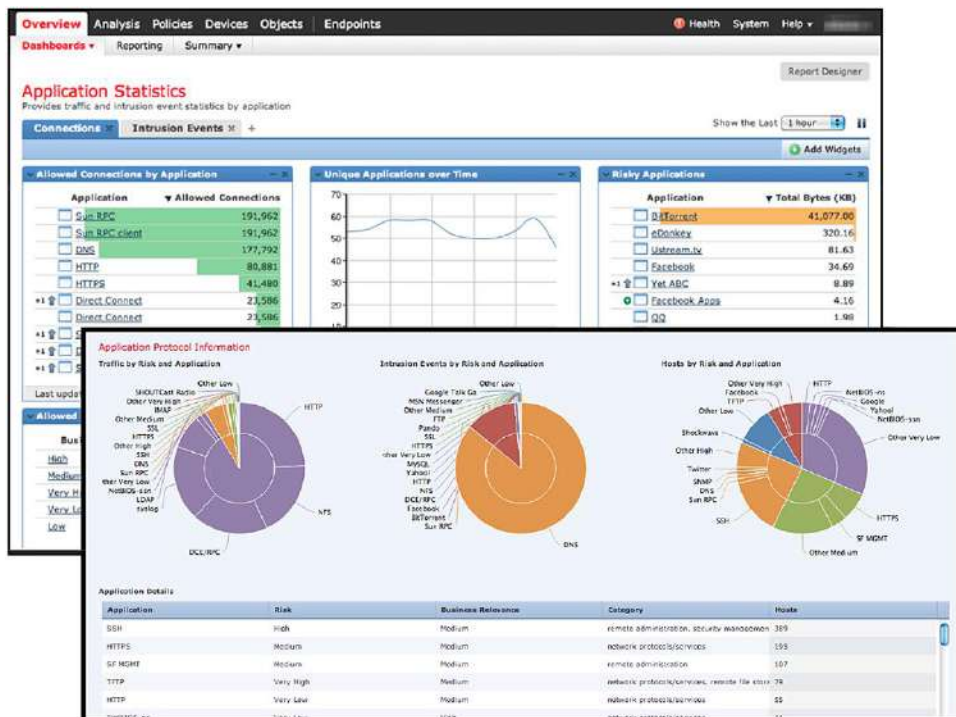 Overview Analysis Policies Devices Objects Endpoints Health System Help
Dashboards Reporting Summary
Report Designer
Application Statistics
Provides traffic and intrusion event statistics by application
Connections Intrusion Events + Show the Last 1 hour
Add Widgets
Allowed Connections by Application
Application Allowed Connections
Sun RPC 191,962
Sun RPC client 191,962
DNS 177,792
HTTP 80,881
HTTPS 41,480
+1 Direct Connect 23,586
Direct Connect 23,586
+1 S
+1 D
+1 S
Last upda
Unique Applications over Time
70
60
50
40
30
20
10
Risky Applications
Application Total Bytes (KB)
BitTorrent 41,077.00
eDonkey 320.16
Ustream.tv 81.63
Facebook 34.69
+1 Yet ABC 8.89
Facebook Apps 4.16
QQ 1.98
Allowed
Bus
High
Medium
Very H
Very Lo
Low
Application Protocol Information
Traffic by Risk and Application
Other Low
SHOUTCast Radio
Other Very High
IMAP
Other Medium
SSL
HTTPS
Other High
SSH
DNS
Sun RPC
ther Very Low
NetBIOS-ssn
LDAP
syslog
DCE/RPC
NFS
HTTP
Intrusion Events by Risk and Application
Other Low
Google Talk Ga
MSN Messenger
Other Medium
FTP
Pando
SSL
HTTPS
ther Very Low
MySQL
Yahoo!
HTTP
NFS
DCE/RPC
Facebook
BitTorrent
Sun RPC
DNS
Hosts by Risk and Application
Other Very High
Facebook
TFTP
Other Low
Shockwave
Other High
Twitter
SNMP
DNS
Sun RPC
SSH
HTTP
NetBIOS-ns
Google
Yahoo!
NetBIOS-ssn
Other Very Low
HTTPS
SF MGMT
Other Medium
Application Details
Application Risk Business Relevance Category Hosts
SSH High Medium remote administration, security managemen 389
HTTPS Medium Medium network protocols/services 193
SF MGMT Medium Medium remote administration 107
TFTP Very High Medium network protocols/services, remote file stora 79
HTTP Very Low Medium network protocols/services 55